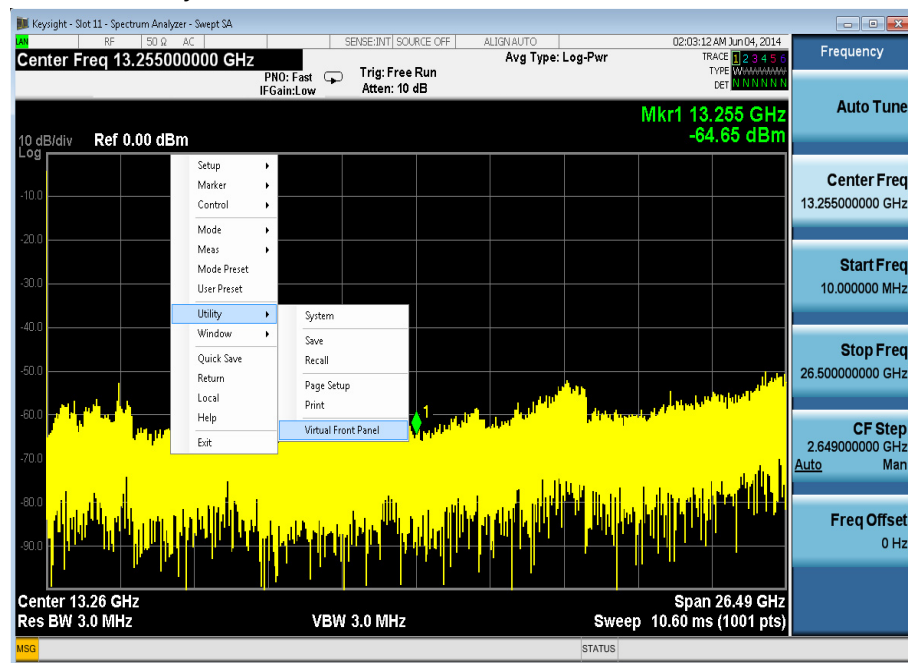 Keysight - Slot 11 - Spectrum Analyzer - Swept SA
LAN RF 50 Ω AC SENSE:INT SOURCE OFF ALIGN AUTO 02:03:12 AM Jun 04, 2014
Center Freq 13.255000000 GHz Avg Type: Log-Pwr TRACE 1 2 3 4 5 6
PNO: Fast Trig: Free Run TYPE
IFGain:Low Atten: 10 dB DET N N N N N N
Mkr1 13.255 GHz
-64.65 dBm
10 dB/div Ref 0.00 dBm
Log
-10.0
-20.0
-30.0
-40.0
-50.0
-60.0
-70.0
-80.0
-90.0
1
Setup
Marker
Control
Mode
Meas
Mode Preset
User Preset
Utility
Window
Quick Save
Return
Local
Help
Exit
System
Save
Recall
Page Setup
Print
Virtual Front Panel
Center 13.26 GHz Span 26.49 GHz
Res BW 3.0 MHz VBW 3.0 MHz Sweep 10.60 ms (1001 pts)
MSG STATUS
Frequency
Auto Tune
Center Freq
13.255000000 GHz
Start Freq
10.000000 MHz
Stop Freq
26.500000000 GHz
CF Step
2.649000000 GHz
Auto Man
Freq Offset
0 Hz